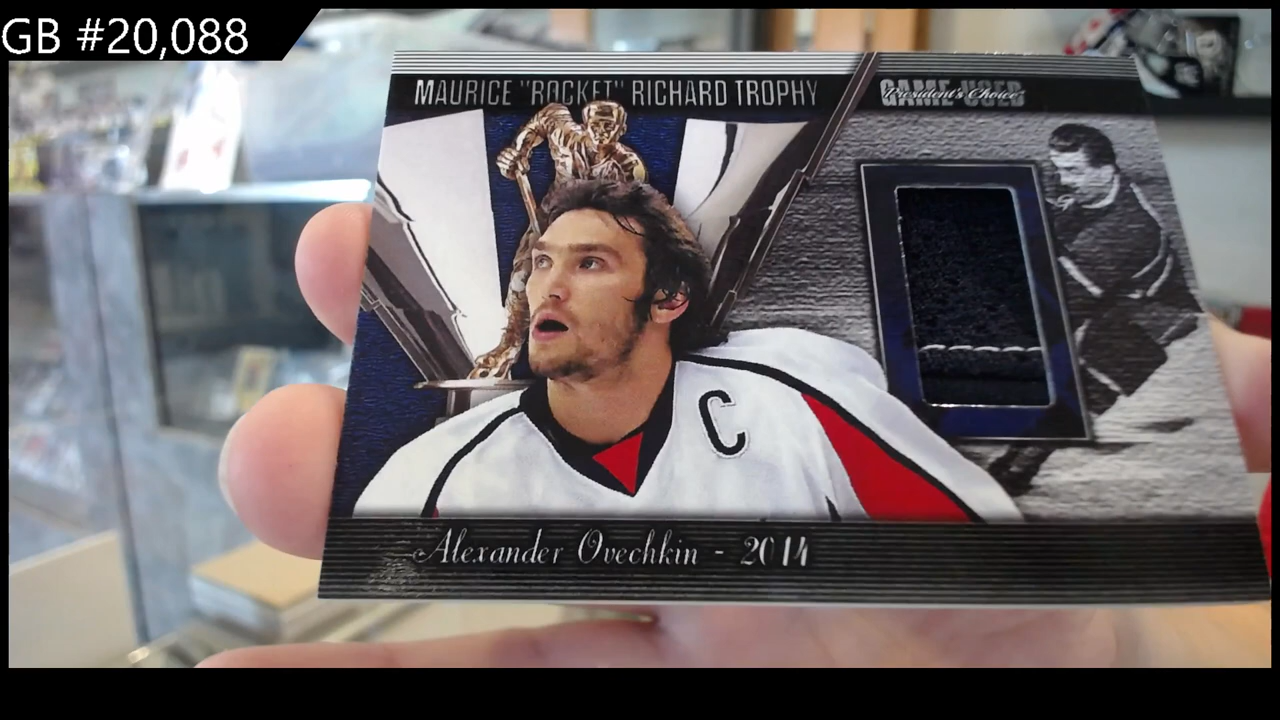 GB #20,088
MAURICE "ROCKET" RICHARD TROPHY
GAME-USED
President's Choice
C
Alexander Ovechkin - 2014